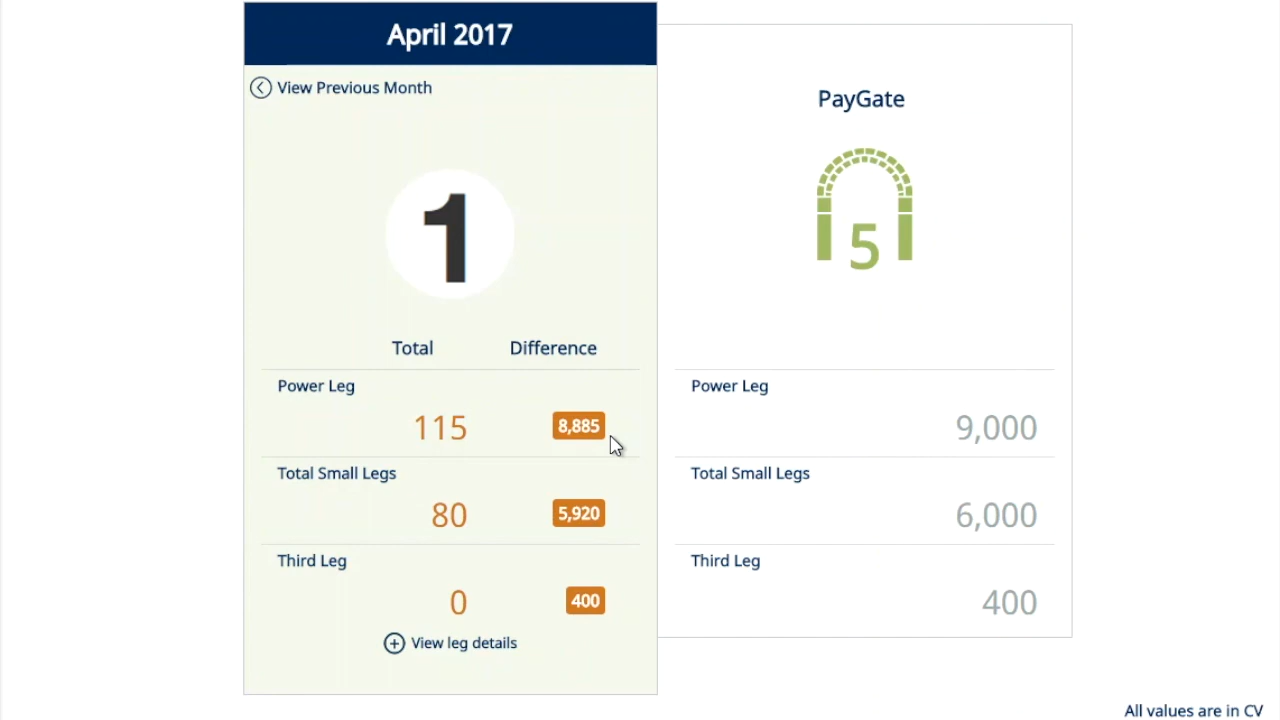 April 2017
View Previous Month
1
Total Difference
Power Leg
115 8,885
Total Small Legs
80 5,920
Third Leg
0 400
View leg details
PayGate
5
Power Leg
9,000
Total Small Legs
6,000
Third Leg
400
All values are in CV